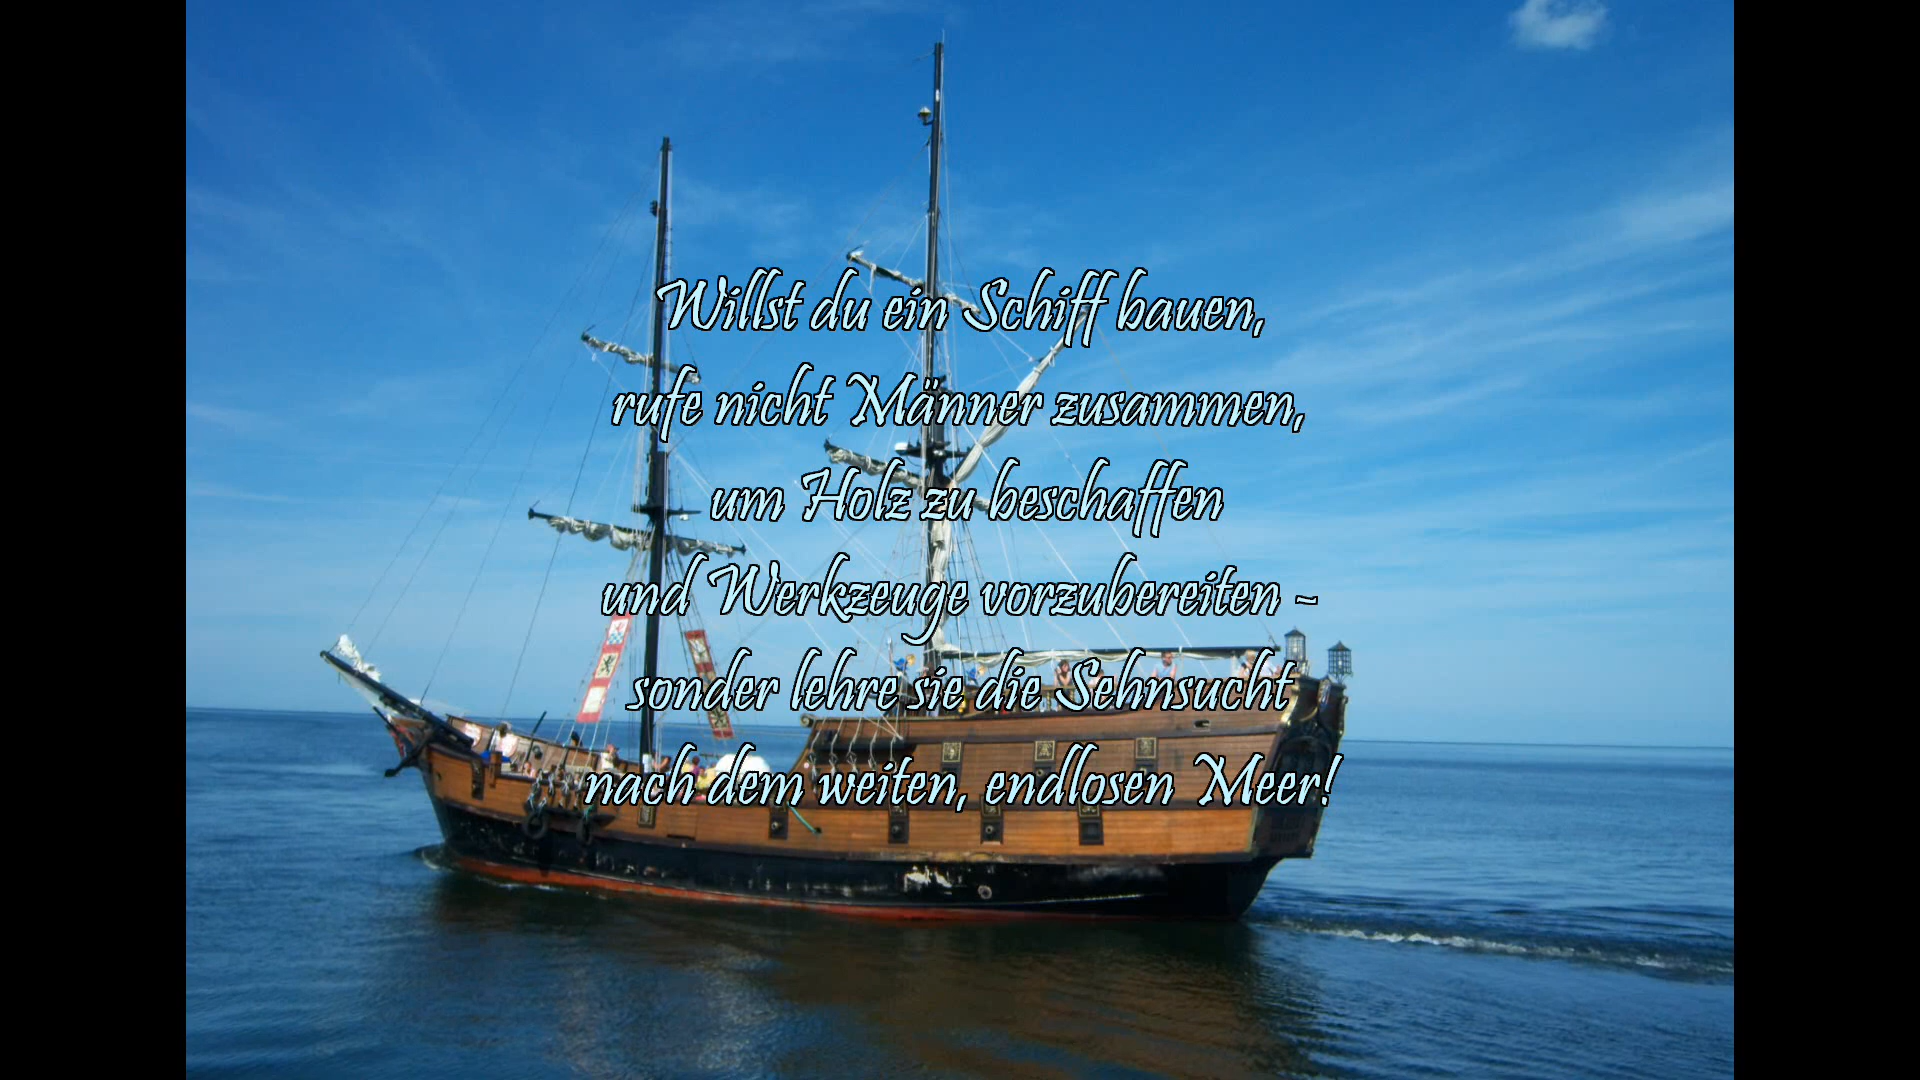 Willst du ein Schiff bauen,
rufe nicht Männer zusammen,
um Holz zu beschaffen
und Werkzeuge vorzubereiten -
sonder lehre sie die Sehnsucht
nach dem weiten, endlosen Meer!